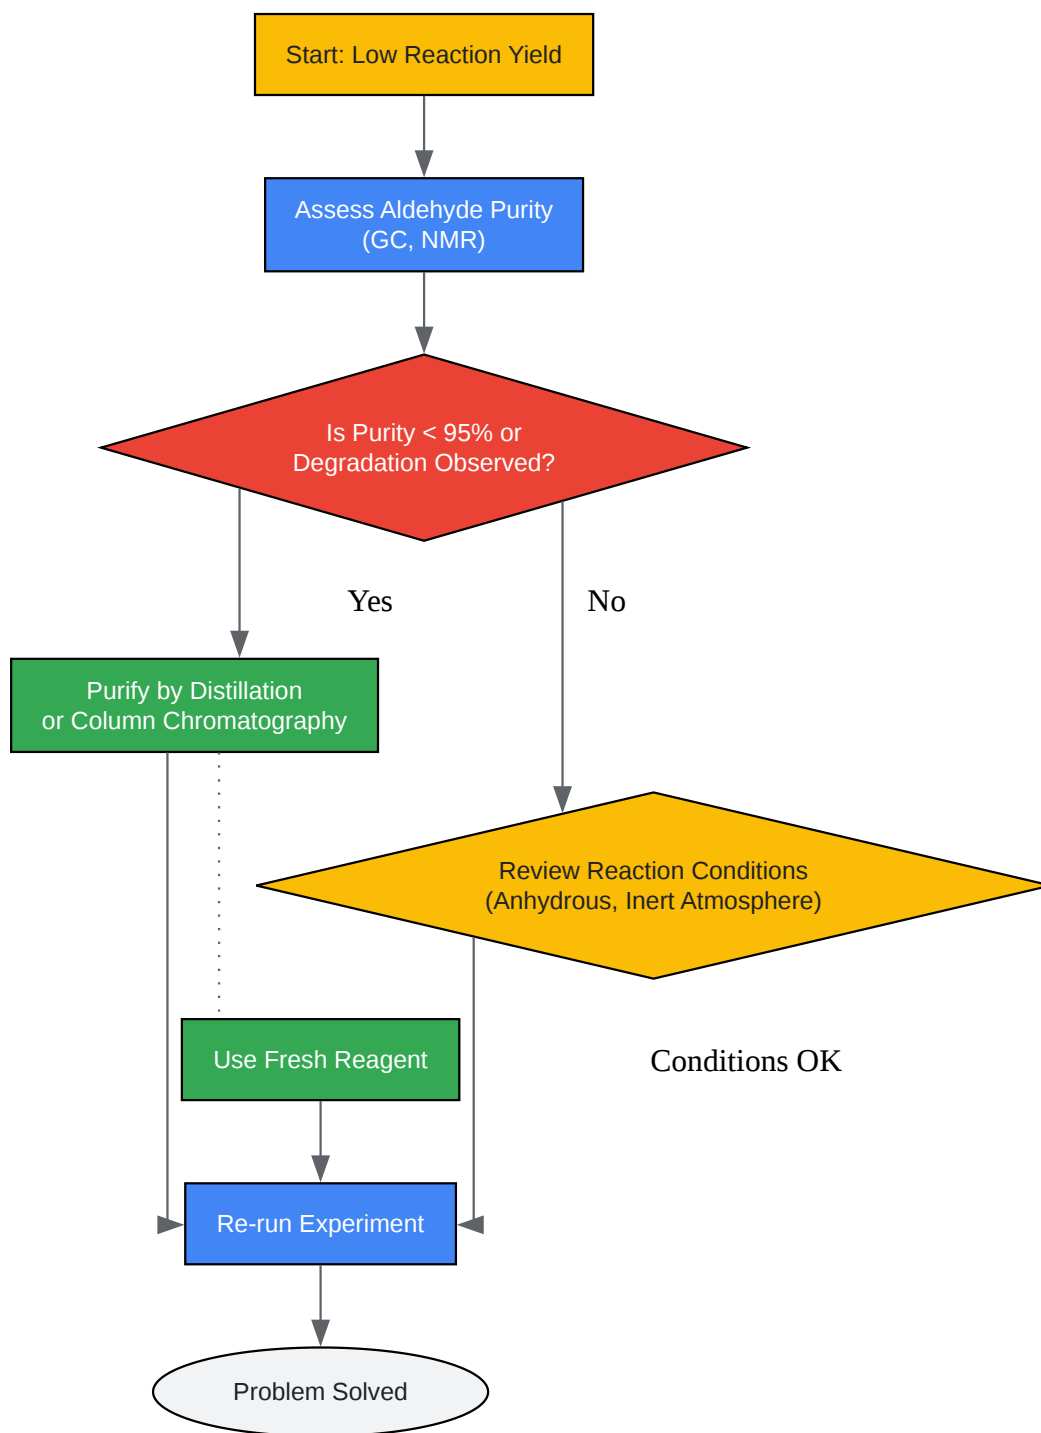 Start: Low Reaction Yield
Assess Aldehyde Purity
(GC, NMR)
Is Purity < 95% or
Degradation Observed?
Yes
No
Purify by Distillation
or Column Chromatography
Review Reaction Conditions
(Anhydrous, Inert Atmosphere)
Use Fresh Reagent
Conditions OK
Re-run Experiment
Problem Solved